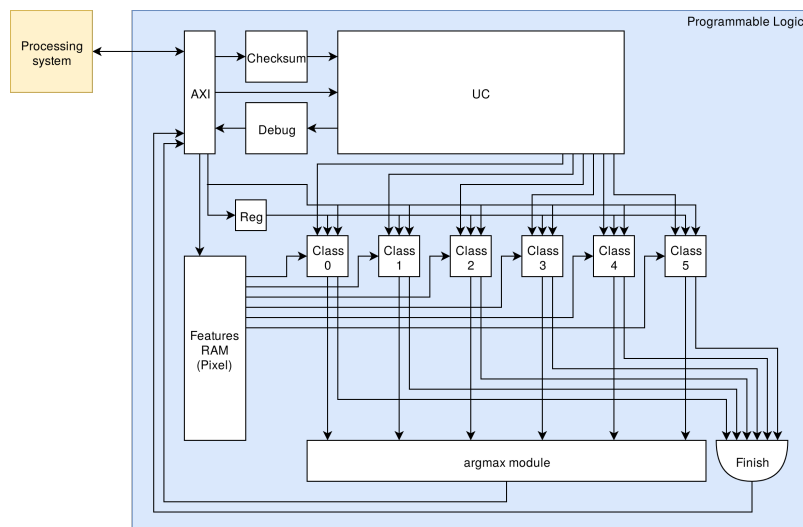 Programmable Logic
Processing
system
AXI
Checksum
UC
Debug
Reg
Class
0
Class
1
Class
2
Class
3
Class
4
Class
5
Features
RAM
(Pixel)
argmax module
Finish